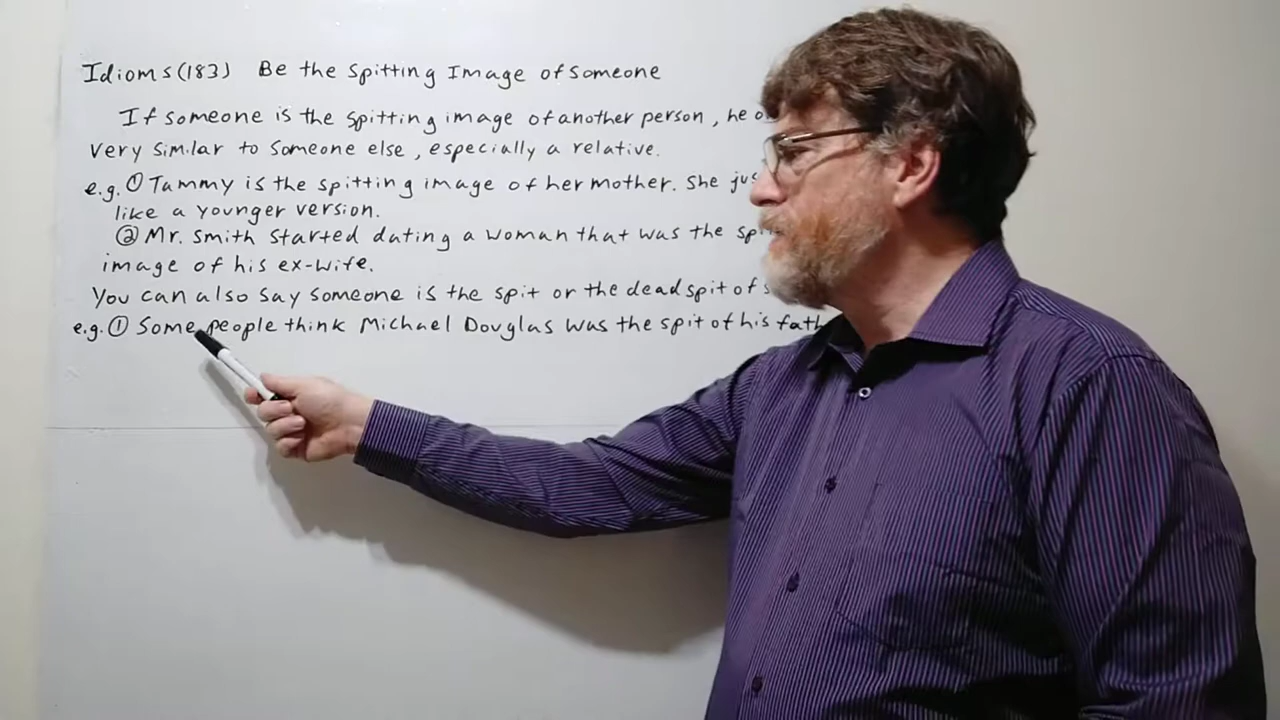 Idioms (183) Be the Spitting Image of Someone
If someone is the spitting image of another person, he
very similar to someone else, especially a relative.
e.g. ① Tammy is the spitting image of her mother. She
like a younger version.
② Mr. Smith started dating a woman that was the
image of his ex-wife.
You can also say someone is the spit or the dead spit of
e.g. ① Some people think Michael Douglas was the spit of his